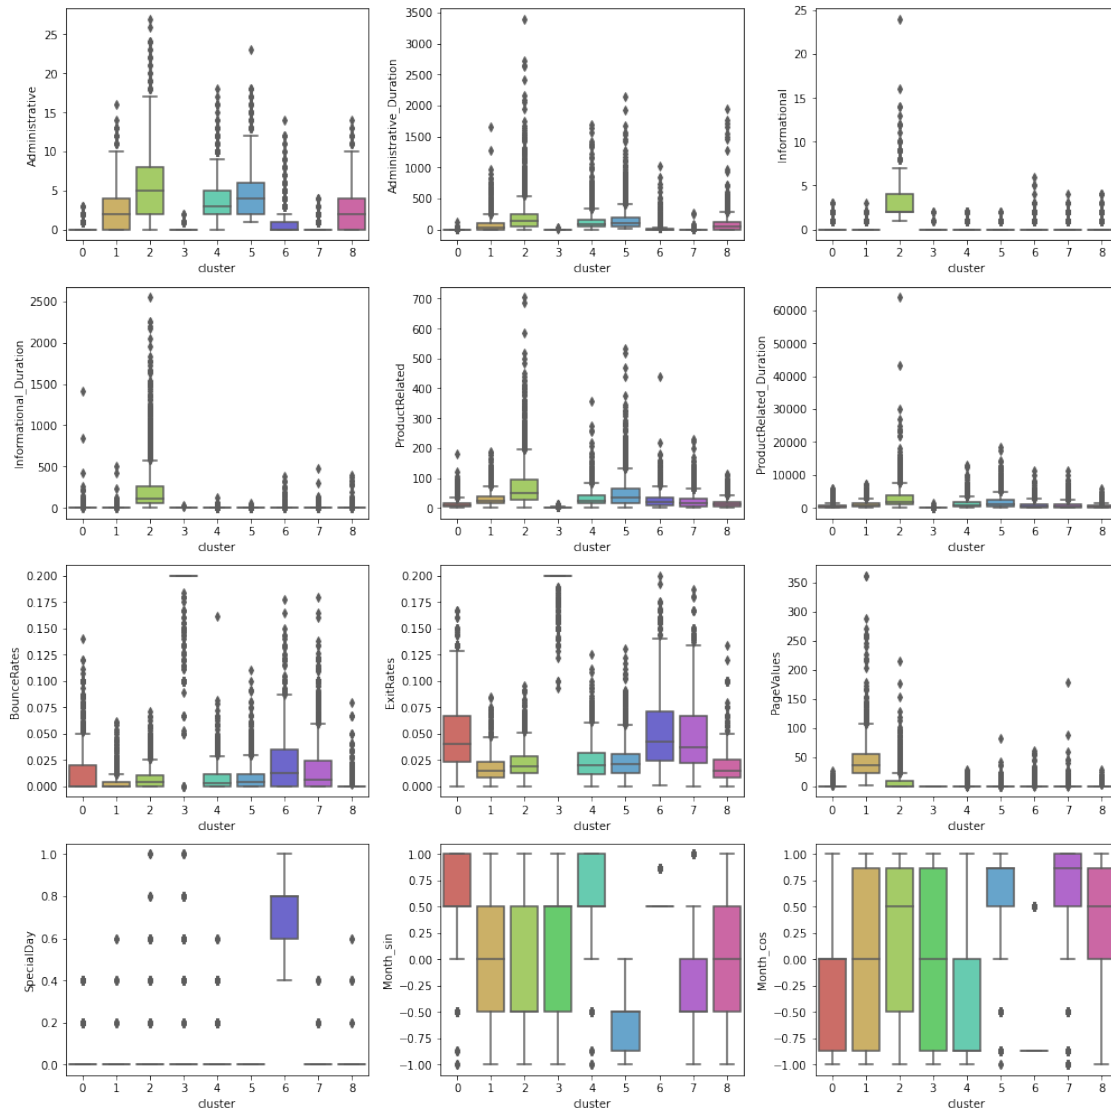 Administrative
25
20
15
10
5
0
0 1 2 3 4 5 6 7 8
cluster
Administrative_Duration
3500
3000
2500
2000
1500
1000
500
0
0 1 2 3 4 5 6 7 8
cluster
Informational
25
20
15
10
5
0
0 1 2 3 4 5 6 7 8
cluster
Informational_Duration
2500
2000
1500
1000
500
0
0 1 2 3 4 5 6 7 8
cluster
ProductRelated
700
600
500
400
300
200
100
0
0 1 2 3 4 5 6 7 8
cluster
ProductRelated_Duration
60000
50000
40000
30000
20000
10000
0
0 1 2 3 4 5 6 7 8
cluster
BounceRates
0.200
0.175
0.150
0.125
0.100
0.075
0.050
0.025
0.000
0 1 2 3 4 5 6 7 8
cluster
ExitRates
0.200
0.175
0.150
0.125
0.100
0.075
0.050
0.025
0.000
0 1 2 3 4 5 6 7 8
cluster
PageValues
350
300
250
200
150
100
50
0
0 1 2 3 4 5 6 7 8
cluster
SpecialDay
1.0
0.8
0.6
0.4
0.2
0.0
0 1 2 3 4 5 6 7 8
cluster
Month_sin
1.00
0.75
0.50
0.25
0.00
−0.25
−0.50
−0.75
−1.00
0 1 2 3 4 5 6 7 8
cluster
Month_cos
1.00
0.75
0.50
0.25
0.00
−0.25
−0.50
−0.75
−1.00
0 1 2 3 4 5 6 7 8
cluster